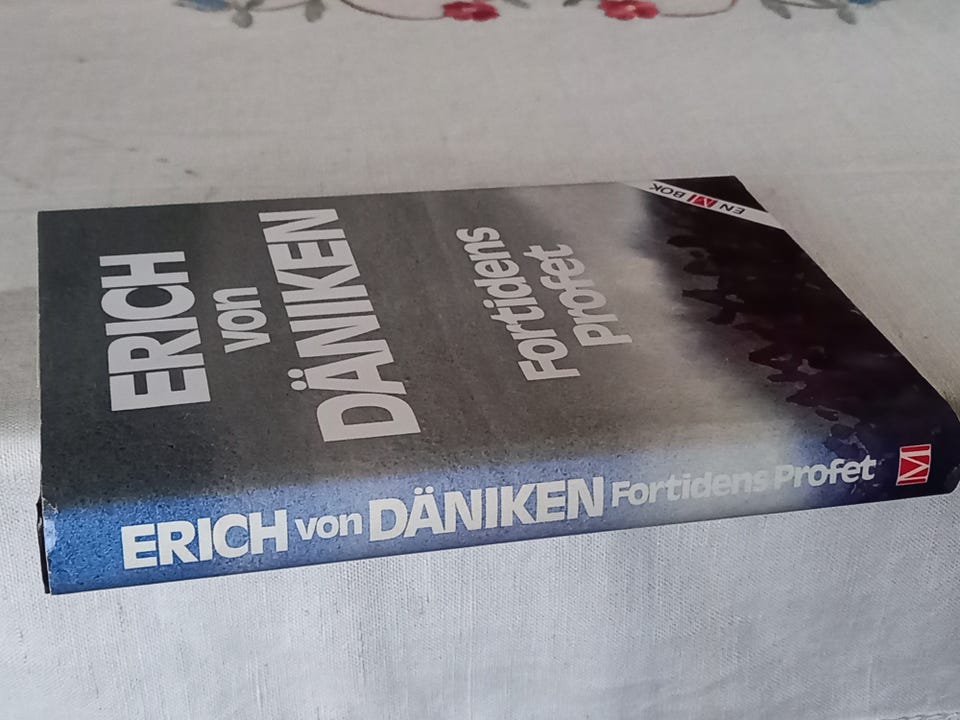 ERICH
von
DÄNIKEN
Fortidens
Profet
EN M BOK
ERICH von DÄNIKEN Fortidens Profet M